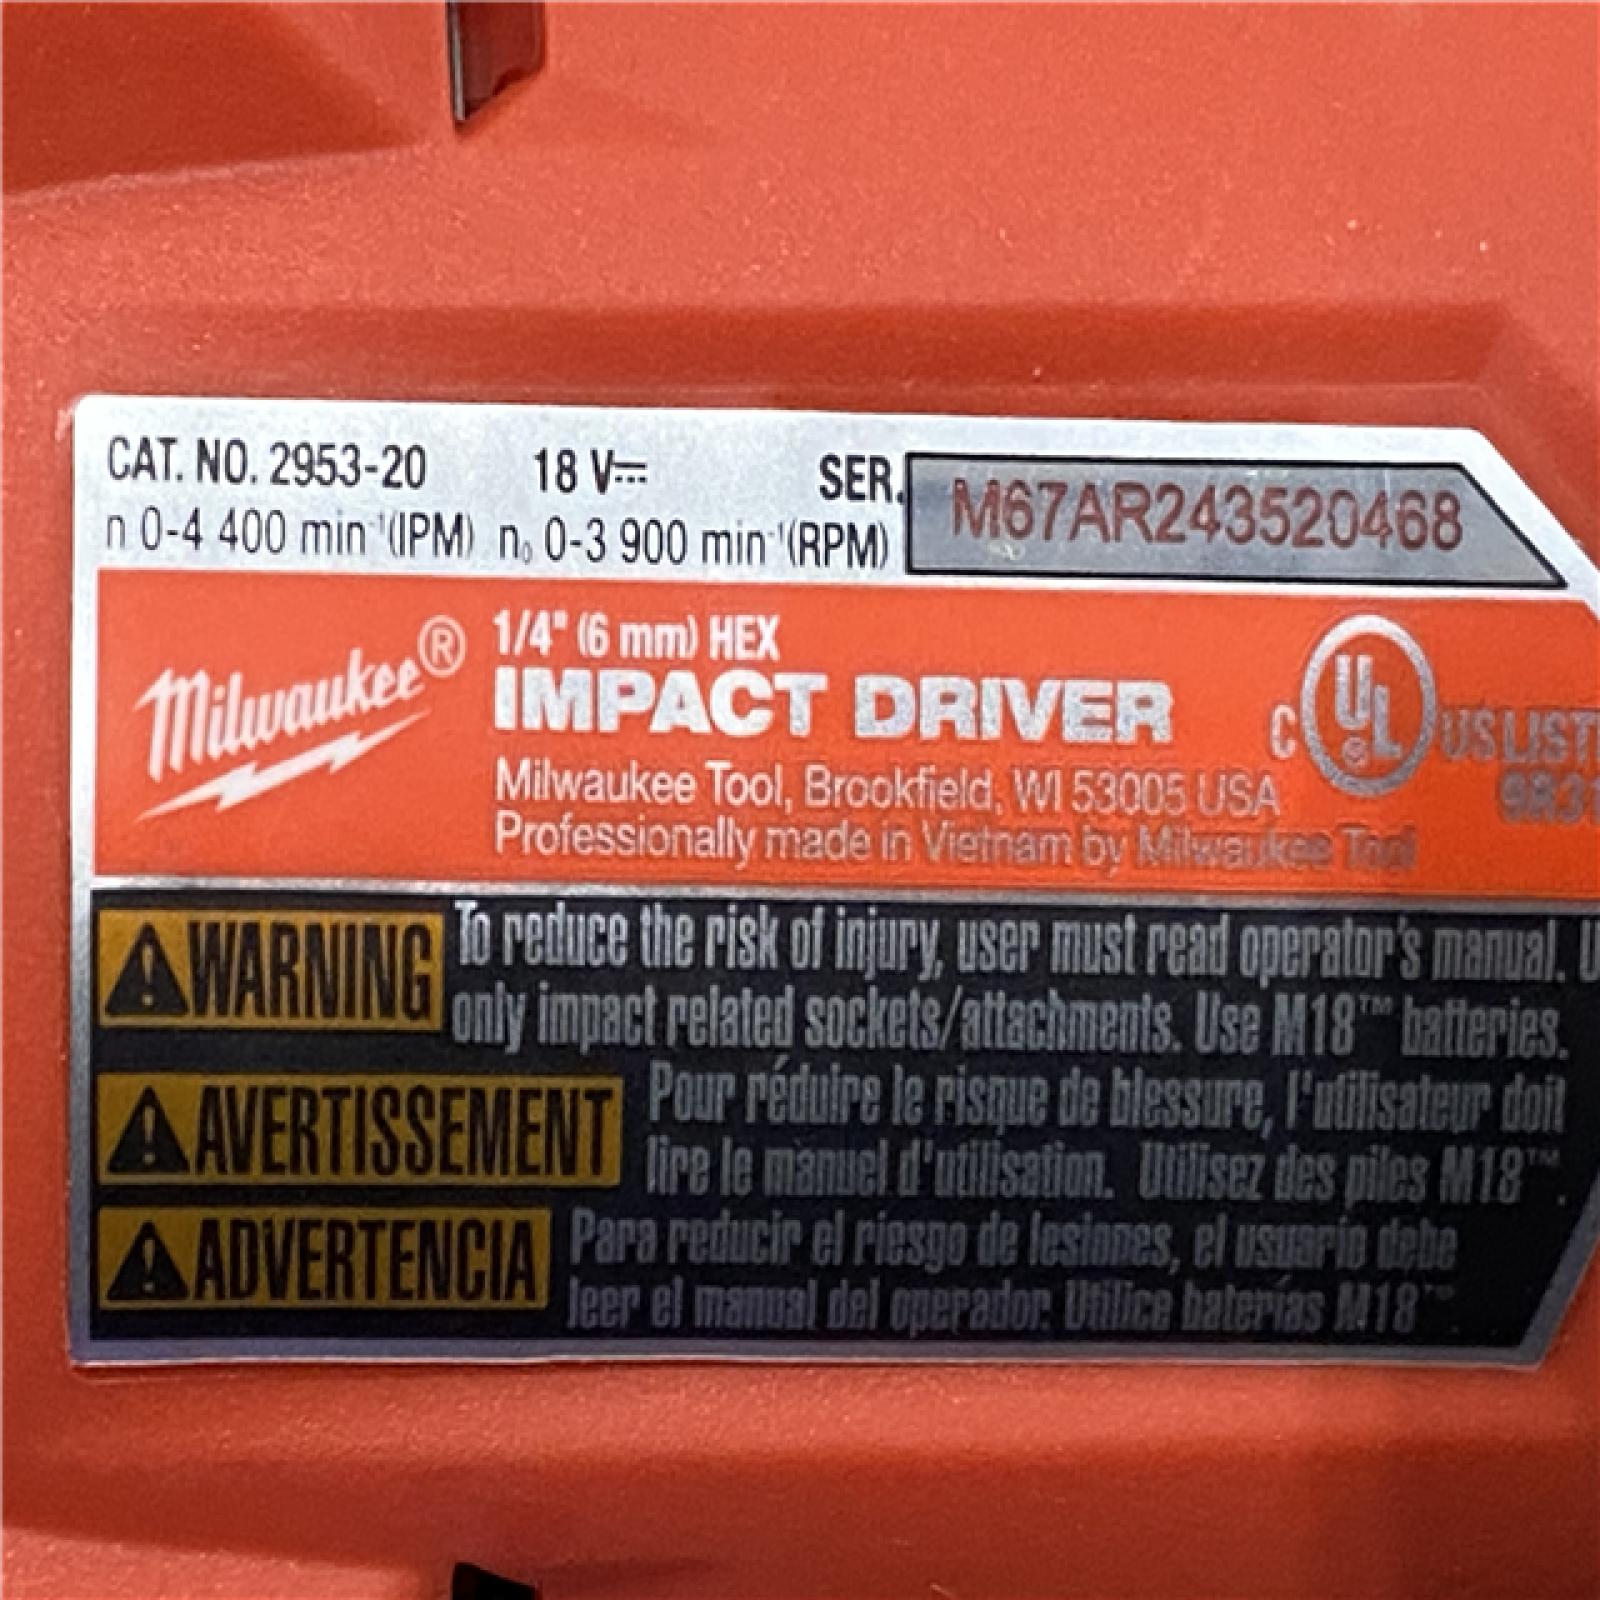 CAT. NO. 2953-20 18 V⎓ SER. M67AR243520468
n 0-4 400 min⁻¹(IPM) n₀ 0-3 900 min⁻¹(RPM)
Milwaukee®
1/4" (6 mm) HEX
IMPACT DRIVER
Milwaukee Tool, Brookfield, WI 53005 USA
Professionally made in Vietnam by Milwaukee Tool
C UL® US
WARNING To reduce the risk of injury, user must read operator's manual.
only impact related sockets/attachments. Use M18™ batteries.
AVERTISSEMENT Pour réduire le risque de blessure, l'utilisateur doit
lire le manuel d'utilisation. Utilisez des piles M18™.
ADVERTENCIA Para reducir el riesgo de lesiones, el usuario debe
leer el manual del operador. Utilice baterías M18™.